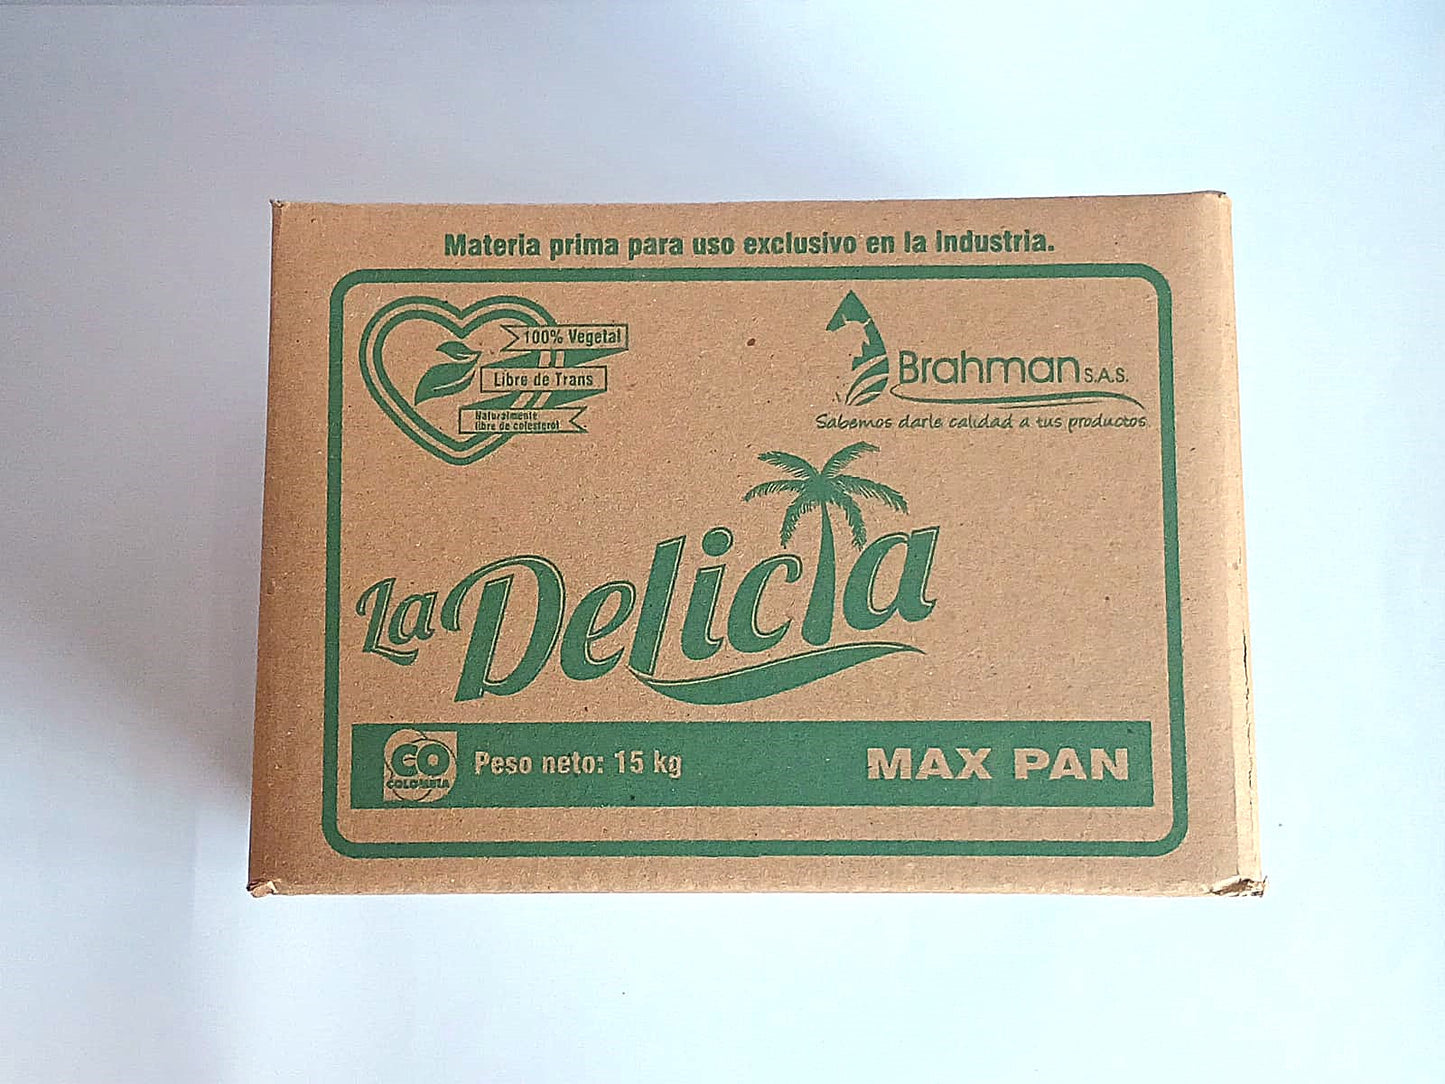 Materia prima para uso exclusivo en la Industria.
100% Vegetal
Libre de Trans
Naturalmente
libre de colesterol
Brahman S.A.S.
Sabemos darle calidad a tus productos
La Delicia
CO
COLOMBIA
Peso neto: 15 kg
MAX PAN